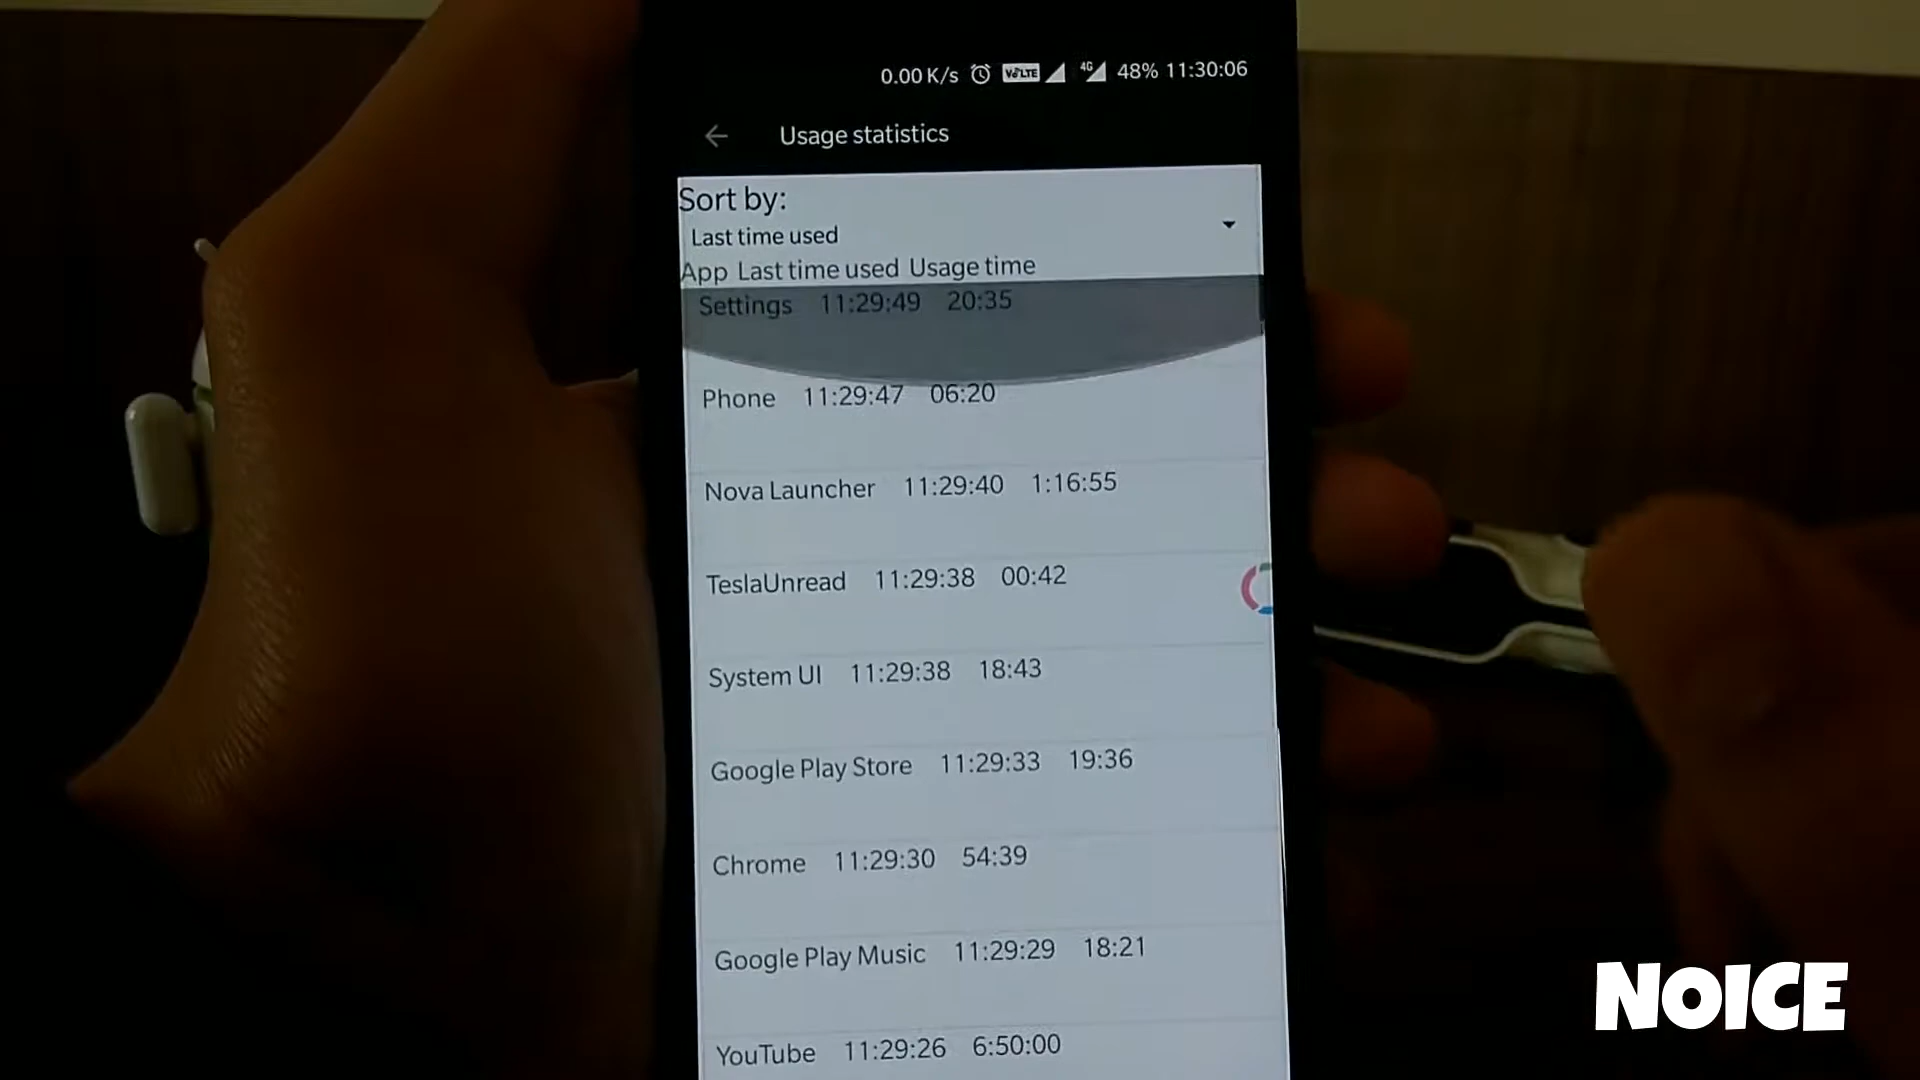 0.00 K/s VoLTE 4G 48% 11:30:06
Usage statistics
Sort by:
Last time used
App Last time used Usage time
Settings 11:29:49 20:35
Phone 11:29:47 06:20
Nova Launcher 11:29:40 1:16:55
TeslaUnread 11:29:38 00:42
System UI 11:29:38 18:43
Google Play Store 11:29:33 19:36
Chrome 11:29:30 54:39
Google Play Music 11:29:29 18:21
YouTube 11:29:26 6:50:00
NOICE